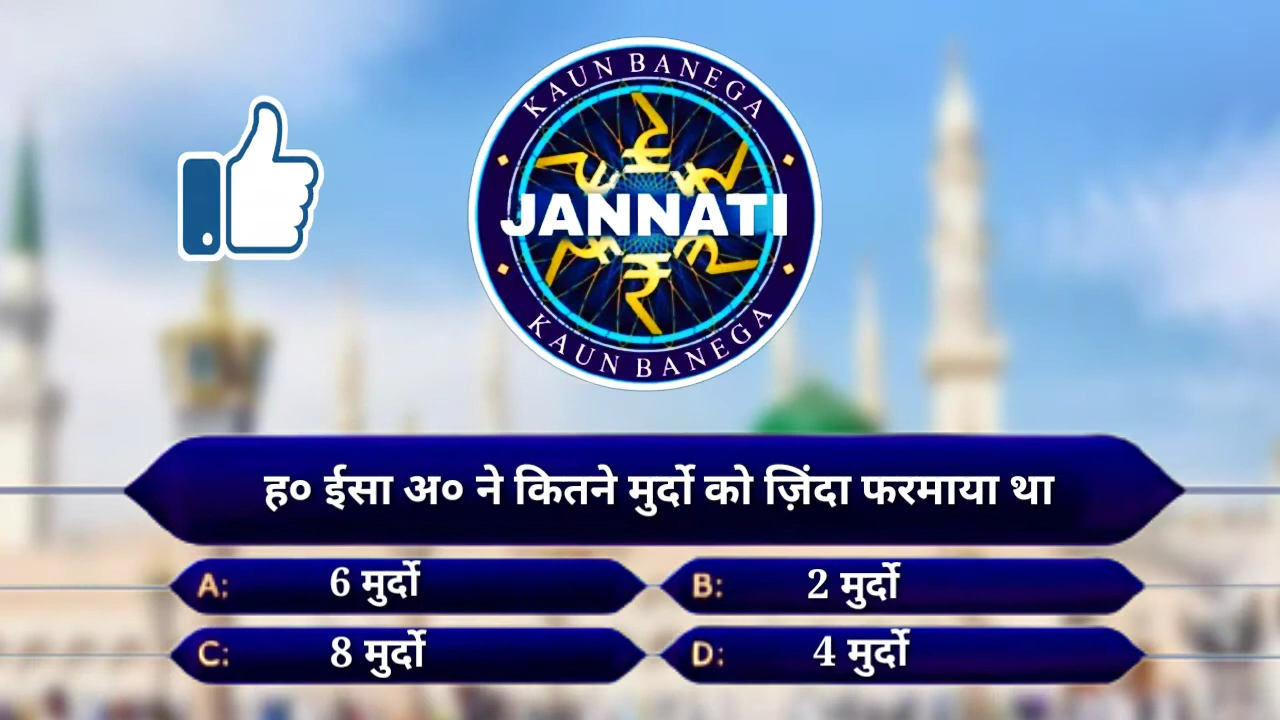 KAUN BANEGA
JANNATI
KAUN BANEGA
ह० ईसा अ० ने कितने मुर्दो को ज़िंदा फरमाया था
A: 6 मुर्दो
B: 2 मुर्दो
C: 8 मुर्दो
D: 4 मुर्दो